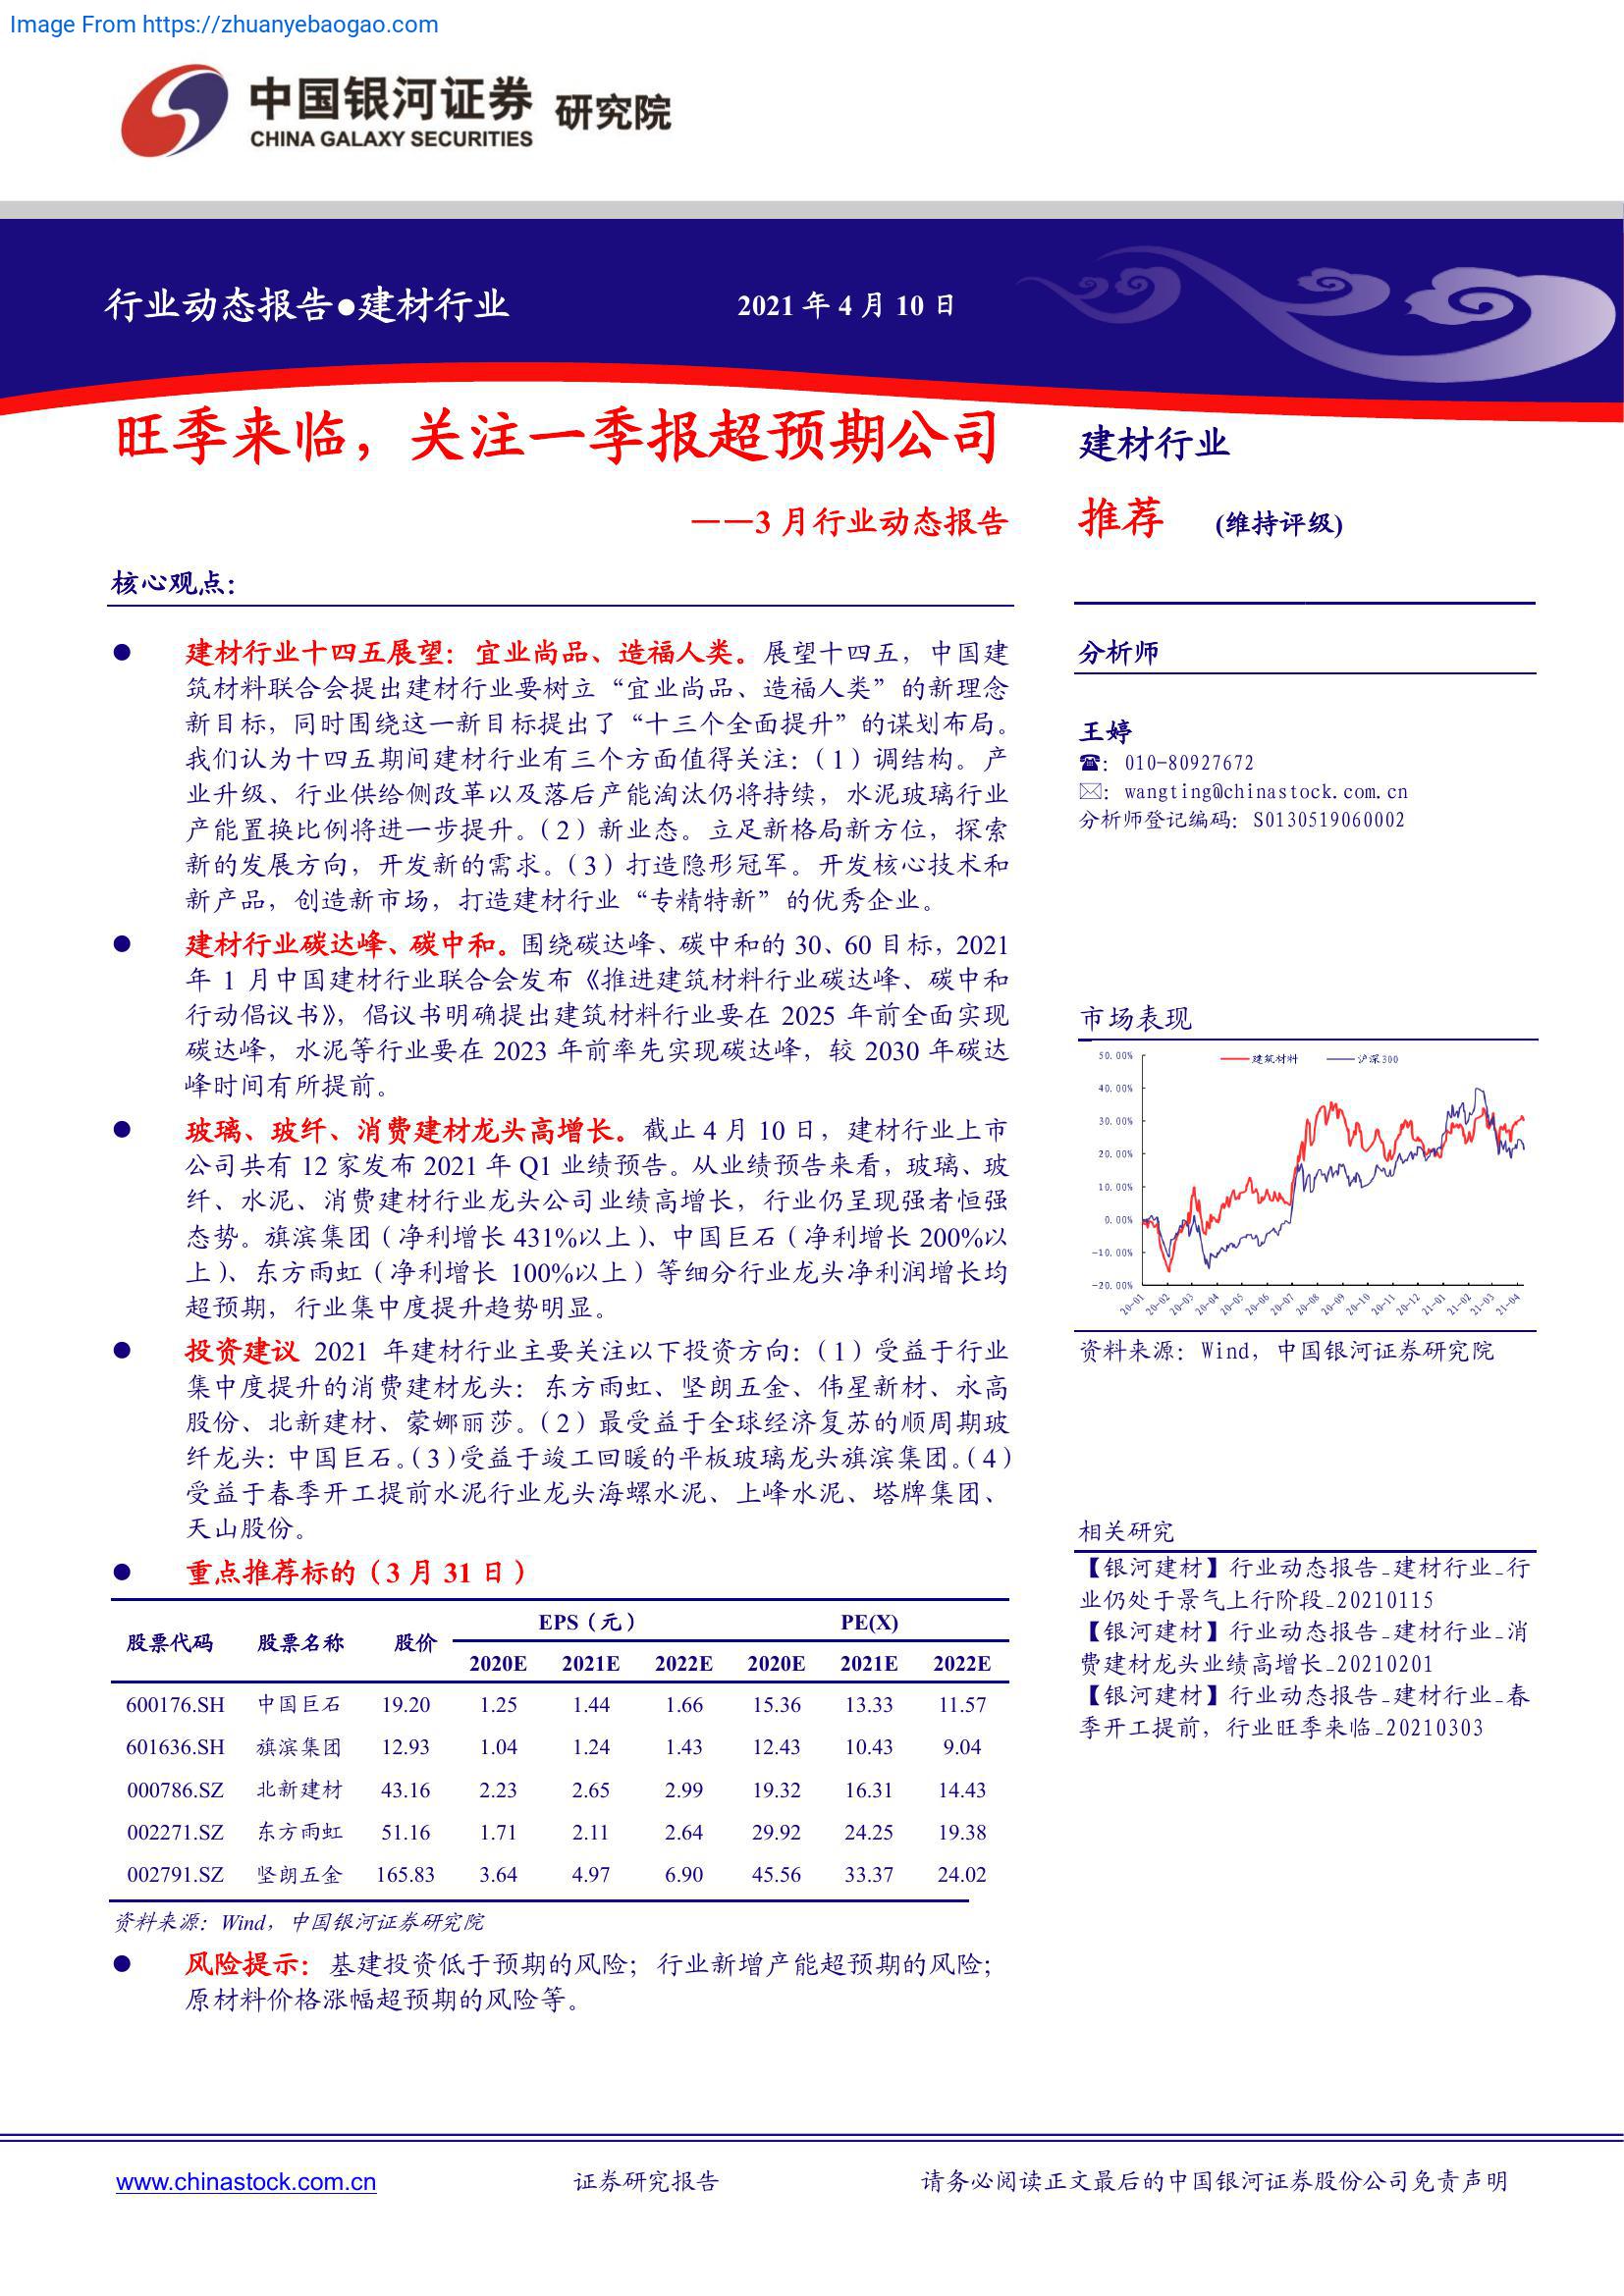 Image From https://zhuanyebaogao.com
中国银河证券 研究院
CHINA GALAXY SECURITIES
行业动态报告●建材行业
2021 年 4 月 10 日
旺季来临，关注一季报超预期公司
——3 月行业动态报告
核心观点：
● 建材行业十四五展望：宜业尚品、造福人类。展望十四五，中国建
筑材料联合会提出建材行业要树立“宜业尚品、造福人类”的新理念
新目标，同时围绕这一新目标提出了“十三个全面提升”的谋划布局。
我们认为十四五期间建材行业有三个方面值得关注：（1）调结构。产
业升级、行业供给侧改革以及落后产能淘汰仍将持续，水泥玻璃行业
产能置换比例将进一步提升。（2）新业态。立足新格局新方位，探索
新的发展方向，开发新的需求。（3）打造隐形冠军。开发核心技术和
新产品，创造新市场，打造建材行业“专精特新”的优秀企业。
● 建材行业碳达峰、碳中和。围绕碳达峰、碳中和的 30、60 目标，2021
年 1 月中国建材行业联合会发布《推进建筑材料行业碳达峰、碳中和
行动倡议书》，倡议书明确提出建筑材料行业要在 2025 年前全面实现
碳达峰，水泥等行业要在 2023 年前率先实现碳达峰，较 2030 年碳达
峰时间有所提前。
● 玻璃、玻纤、消费建材龙头高增长。截止 4 月 10 日，建材行业上市
公司共有 12 家发布 2021 年 Q1 业绩预告。从业绩预告来看，玻璃、玻
纤、水泥、消费建材行业龙头公司业绩高增长，行业仍呈现强者恒强
态势。旗滨集团（净利增长 431%以上）、中国巨石（净利增长 200%以
上）、东方雨虹（净利增长 100%以上）等细分行业龙头净利润增长均
超预期，行业集中度提升趋势明显。
● 投资建议 2021 年建材行业主要关注以下投资方向：（1）受益于行业
集中度提升的消费建材龙头：东方雨虹、坚朗五金、伟星新材、永高
股份、北新建材、蒙娜丽莎。（2）最受益于全球经济复苏的顺周期玻
纤龙头：中国巨石。（3）受益于竣工回暖的平板玻璃龙头旗滨集团。（4）
受益于春季开工提前水泥行业龙头海螺水泥、上峰水泥、塔牌集团、
天山股份。
● 重点推荐标的（3 月 31 日）
股票代码 股票名称 股价 EPS（元） PE(X)
2020E 2021E 2022E 2020E 2021E 2022E
600176.SH 中国巨石 19.20 1.25 1.44 1.66 15.36 13.33 11.57
601636.SH 旗滨集团 12.93 1.04 1.24 1.43 12.43 10.43 9.04
000786.SZ 北新建材 43.16 2.23 2.65 2.99 19.32 16.31 14.43
002271.SZ 东方雨虹 51.16 1.71 2.11 2.64 29.92 24.25 19.38
002791.SZ 坚朗五金 165.83 3.64 4.97 6.90 45.56 33.37 24.02
资料来源：Wind，中国银河证券研究院
● 风险提示：基建投资低于预期的风险；行业新增产能超预期的风险；
原材料价格涨幅超预期的风险等。
建材行业
推荐 (维持评级)
分析师
王婷
☎：010-80927672
✉：wangting@chinastock.com.cn
分析师登记编码：S0130519060002
市场表现
建筑材料 沪深300
50.00%
40.00%
30.00%
20.00%
10.00%
0.00%
-10.00%
-20.00%
20-01 20-02 20-03 20-04 20-05 20-06 20-07 20-08 20-09 20-10 20-11 20-12 21-01 21-02 21-03 21-04
资料来源：Wind，中国银河证券研究院
相关研究
【银河建材】行业动态报告_建材行业_行
业仍处于景气上行阶段_20210115
【银河建材】行业动态报告_建材行业_消
费建材龙头业绩高增长_20210201
【银河建材】行业动态报告_建材行业_春
季开工提前，行业旺季来临_20210303
www.chinastock.com.cn
证券研究报告
请务必阅读正文最后的中国银河证券股份公司免责声明